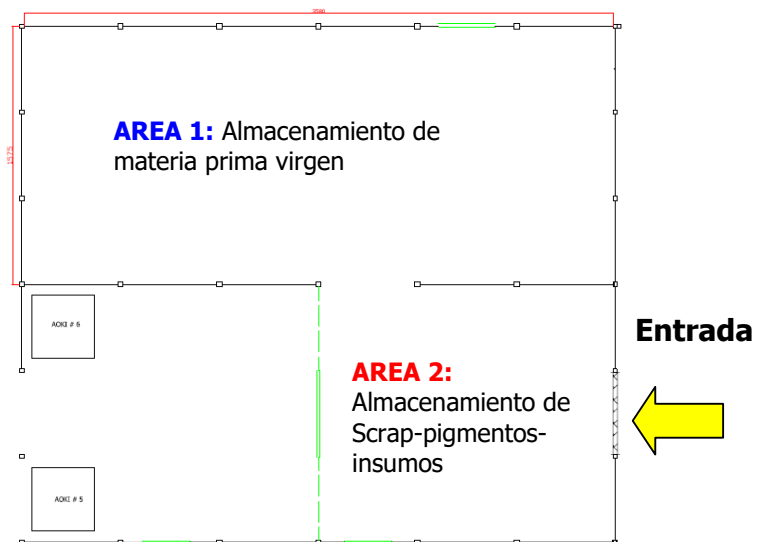 AREA 1: Almacenamiento de
materia prima virgen
1575
AOKI # 6
Entrada
AREA 2:
Almacenamiento de
Scrap-pigmentos-
insumos
AOKI # 5